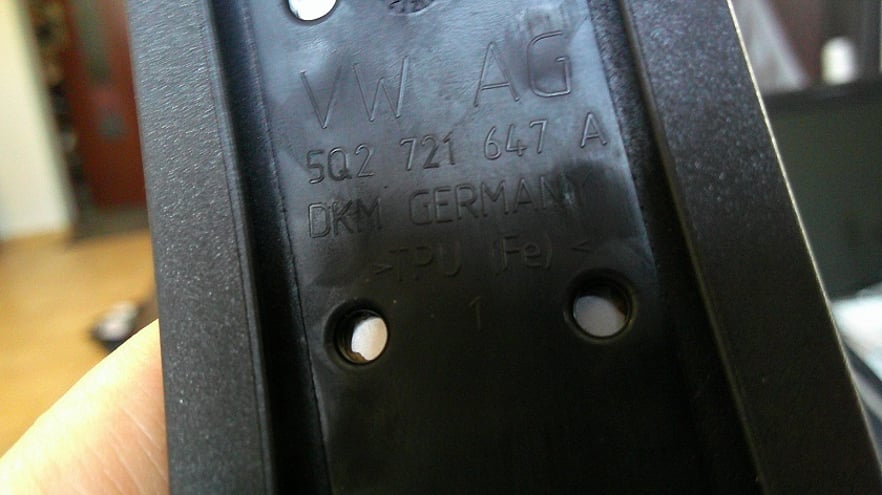 VW AG
5Q2 721 647 A
DKM GERMANY
>TPU (Fe) <
1